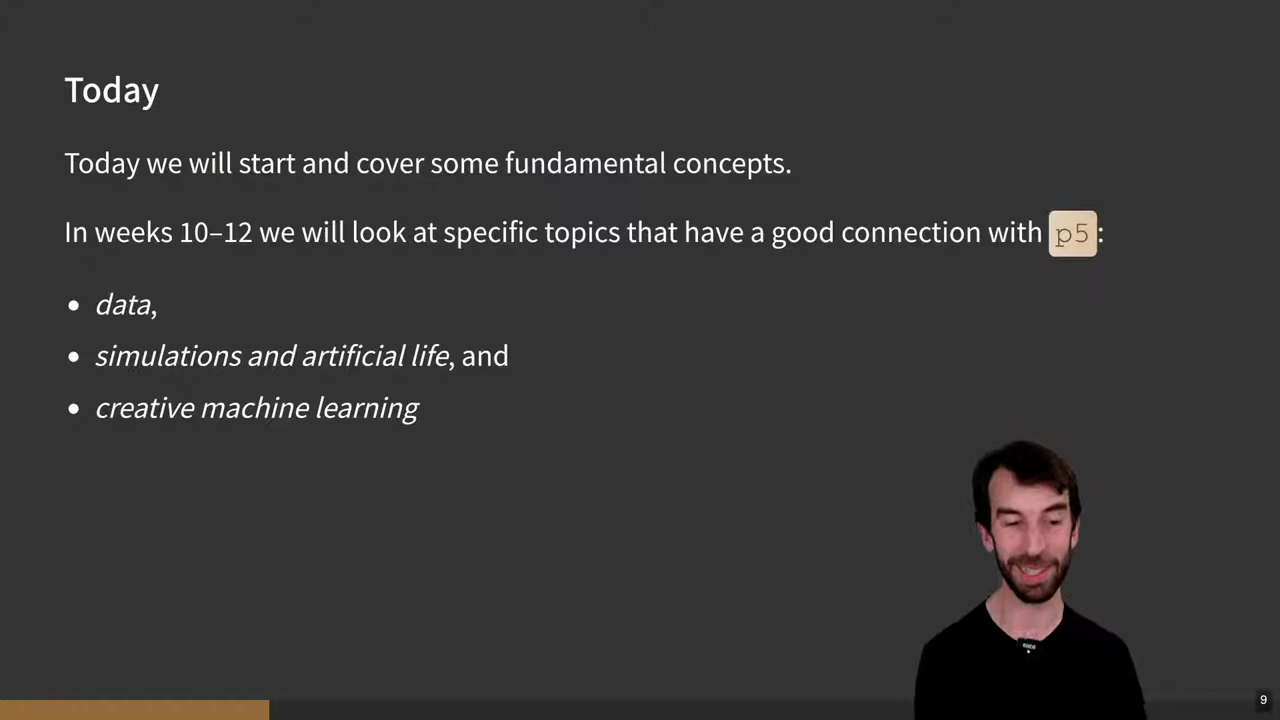 Today
Today we will start and cover some fundamental concepts.
In weeks 10–12 we will look at specific topics that have a good connection with p5:
• data,
• simulations and artificial life, and
• creative machine learning
9